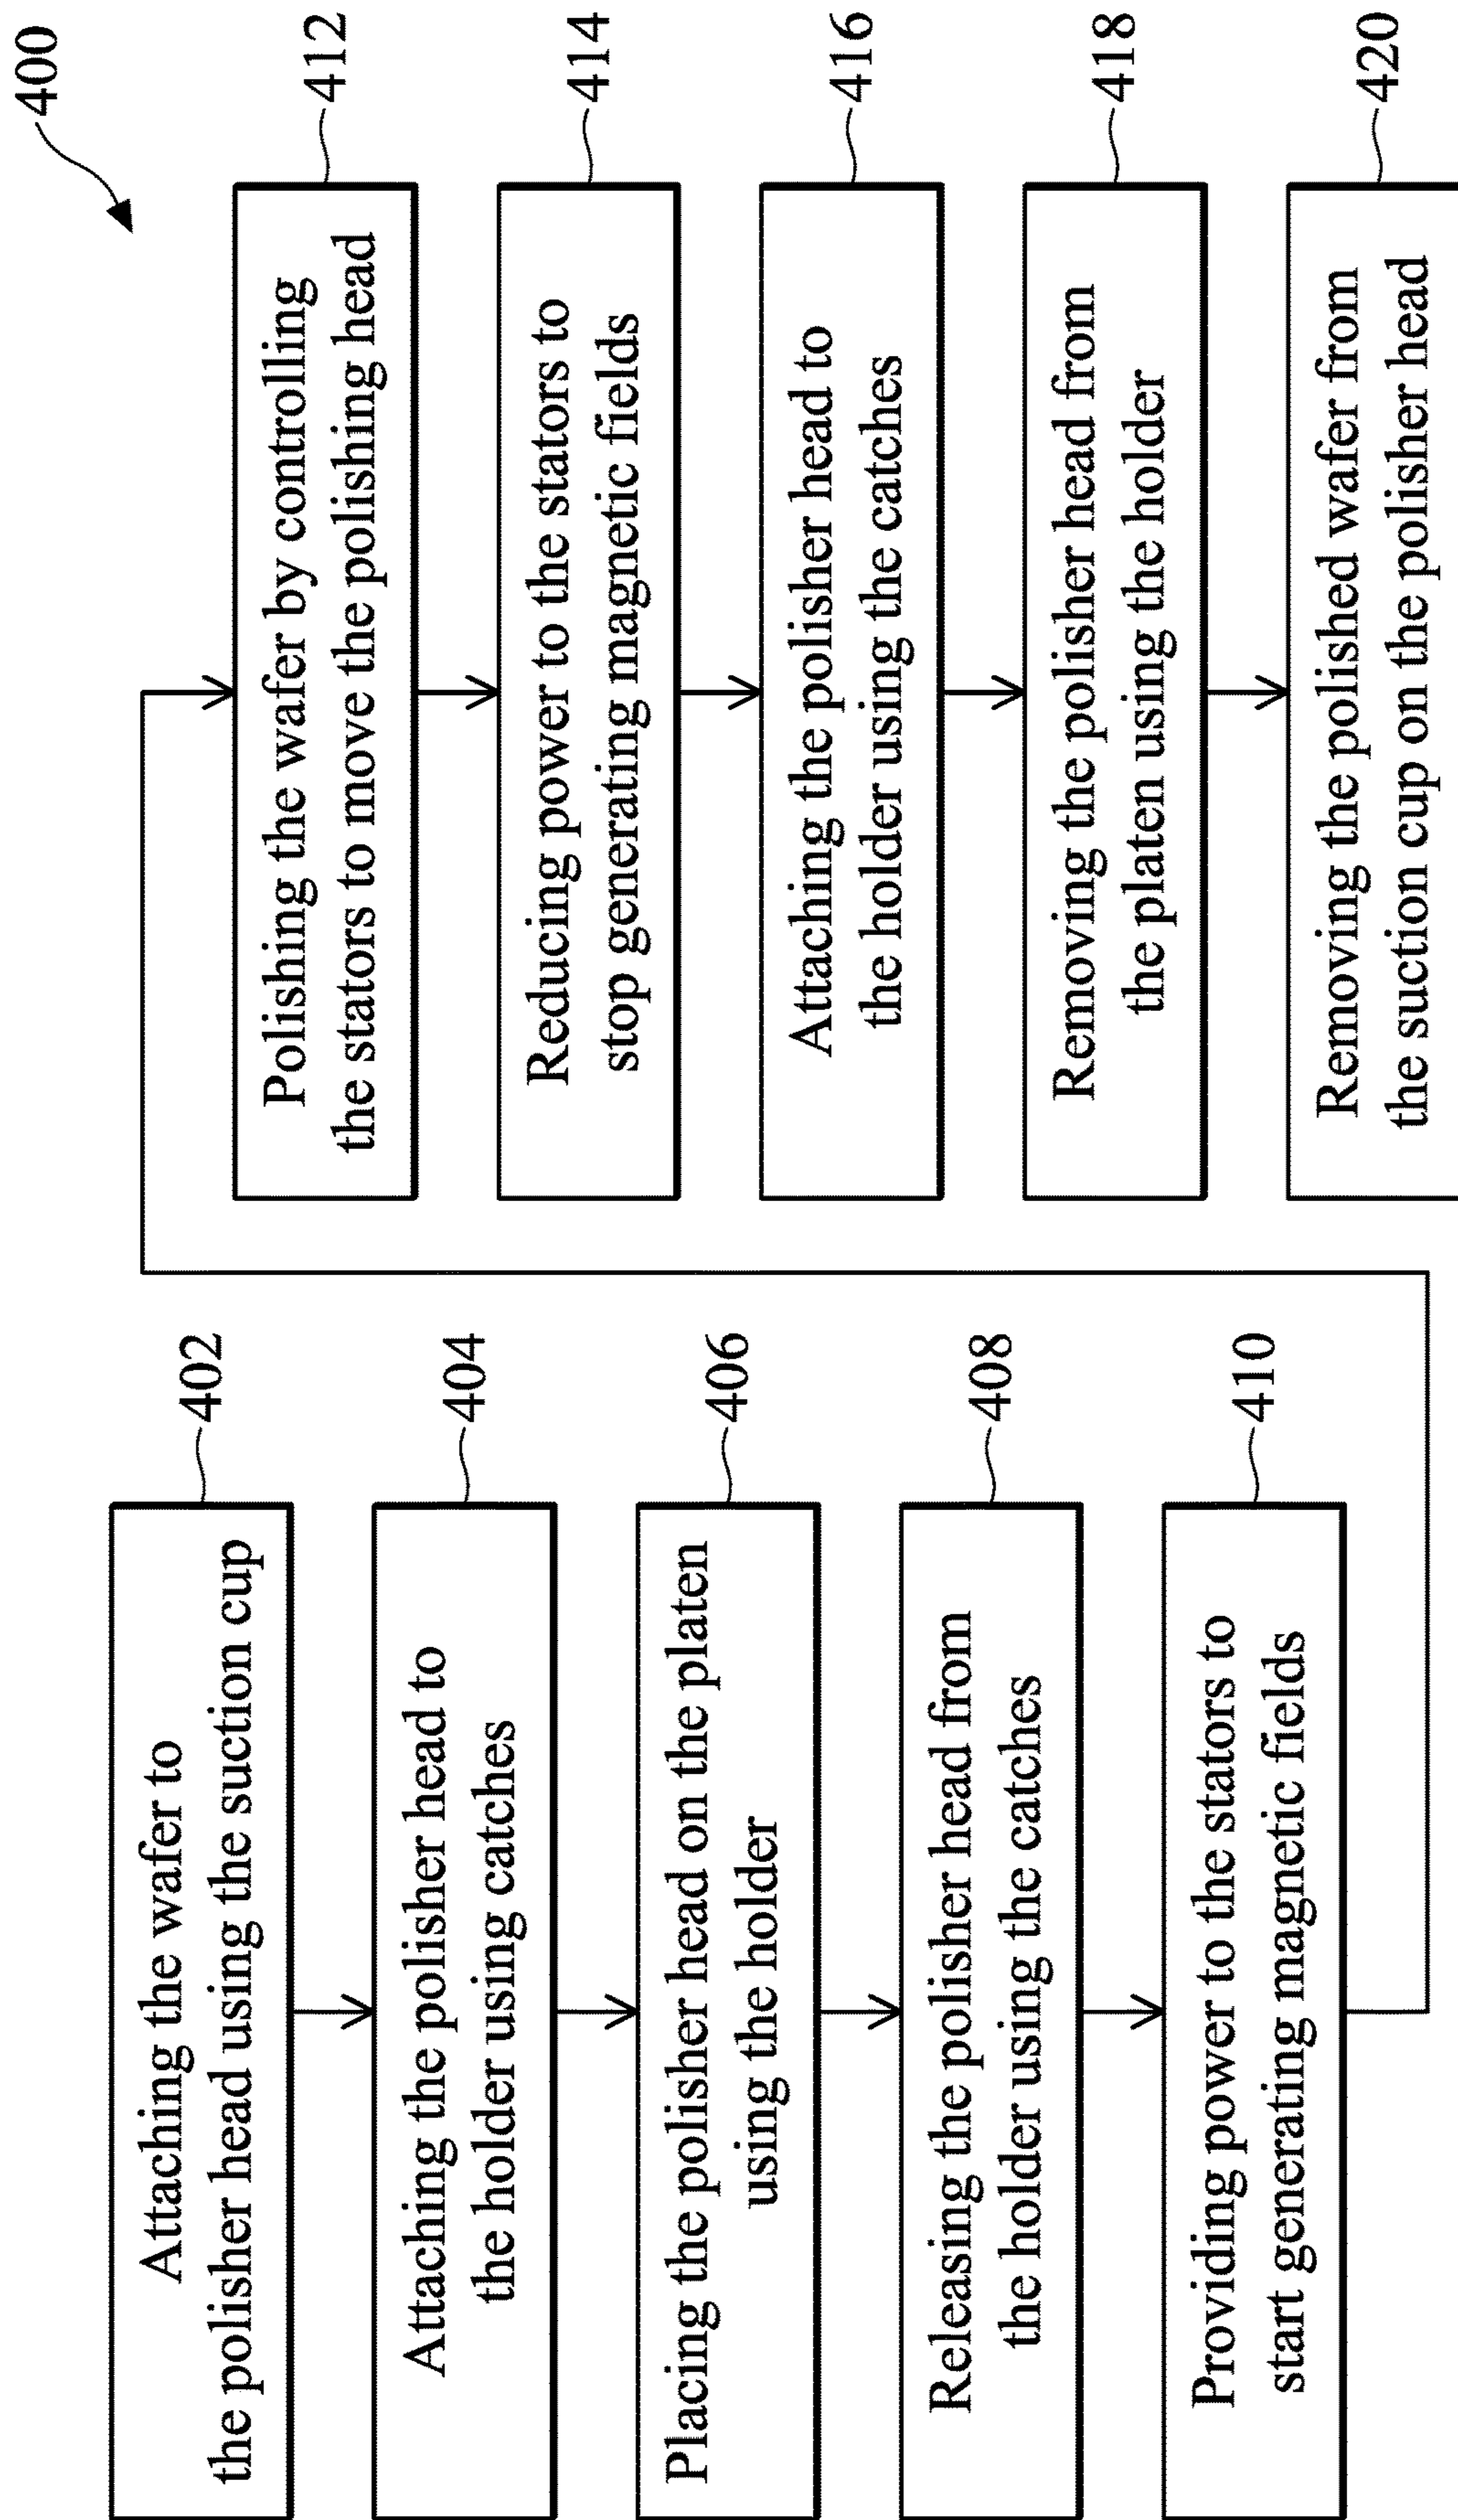 400
Attaching the wafer to
the polisher head using the suction cup
402
Attaching the polisher head to
the holder using catches
404
Placing the polisher head on the platen
using the holder
406
Releasing the polisher head from
the holder using the catches
408
Providing power to the stators to
start generating magnetic fields
410
Polishing the wafer by controlling
the stators to move the polishing head
412
Reducing power to the stators to
stop generating magnetic fields
414
Attaching the polisher head to
the holder using the catches
416
Removing the polisher head from
the platen using the holder
418
Removing the polished wafer from
the suction cup on the polisher head
420